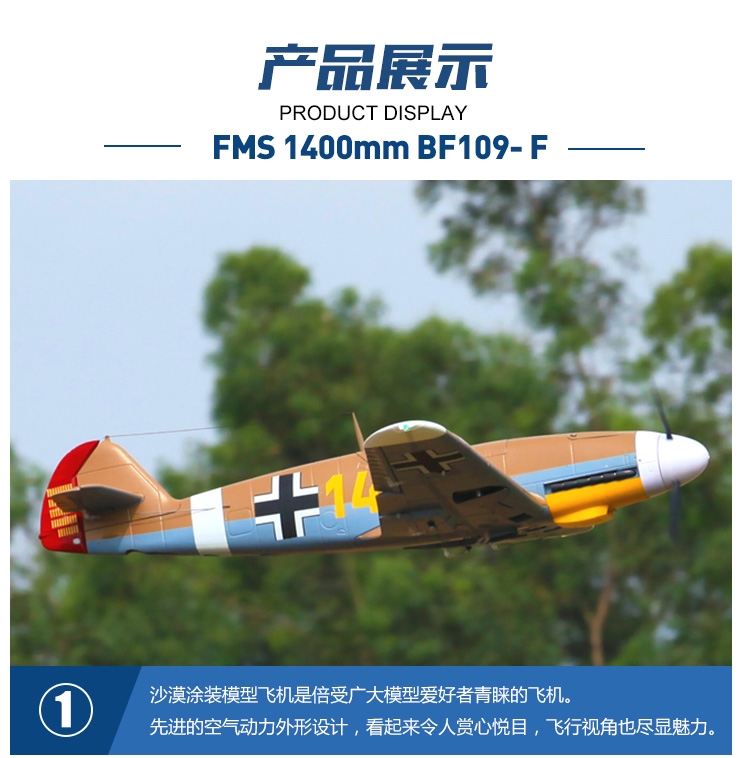 产品展示
PRODUCT DISPLAY
FMS 1400mm BF109- F
14
1
沙漠涂装模型飞机是倍受广大模型爱好者青睐的飞机。
先进的空气动力外形设计，看起来令人赏心悦目，飞行视角也尽显魅力。